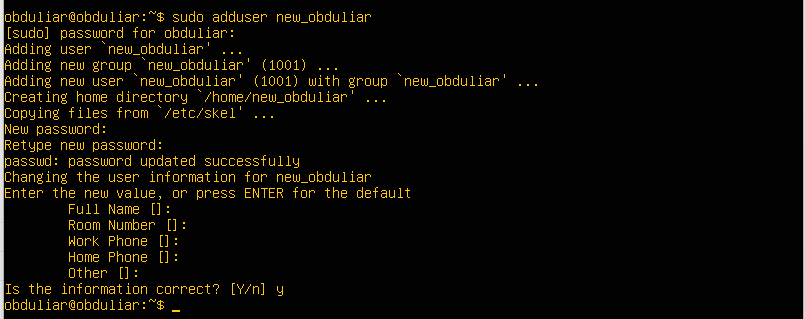 obduliar@obduliar:~$ sudo adduser new_obduliar
[sudo] password for obduliar:
Adding user `new_obduliar' ...
Adding new group `new_obduliar' (1001) ...
Adding new user `new_obduliar' (1001) with group `new_obduliar' ...
Creating home directory `/home/new_obduliar' ...
Copying files from `/etc/skel' ...
New password:
Retype new password:
passwd: password updated successfully
Changing the user information for new_obduliar
Enter the new value, or press ENTER for the default
        Full Name []:
        Room Number []:
        Work Phone []:
        Home Phone []:
        Other []:
Is the information correct? [Y/n] y
obduliar@obduliar:~$ _